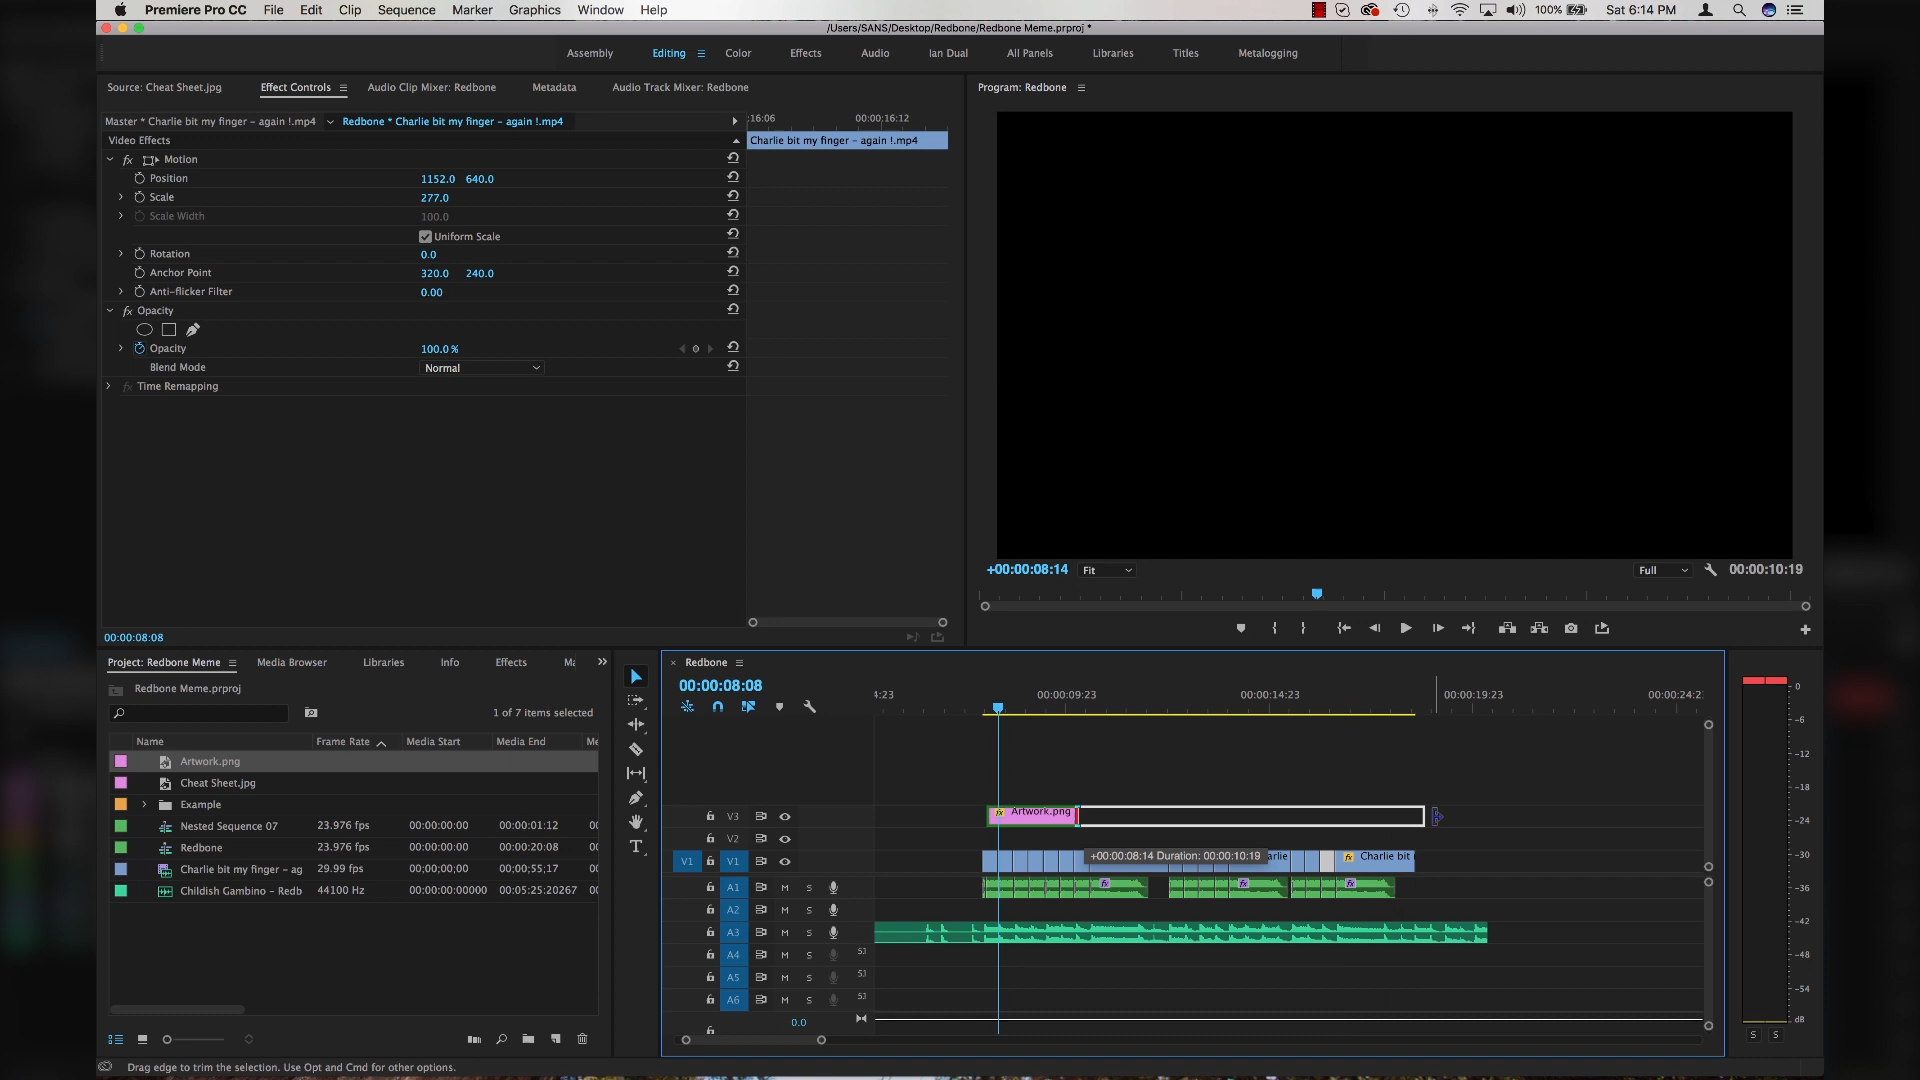 Premiere Pro CC File Edit Clip Sequence Marker Graphics Window Help 100% Sat 6:14 PM
/Users/SANS/Desktop/Redbone/Redbone Meme.prproj *
Assembly Editing Color Effects Audio Ian Dual All Panels Libraries Titles Metalogging
Source: Cheat Sheet.jpg Effect Controls Audio Clip Mixer: Redbone Metadata Audio Track Mixer: Redbone
Program: Redbone
Master * Charlie bit my finger - again !.mp4 Redbone * Charlie bit my finger - again !.mp4 :16:06 00:00:16:12
Video Effects Charlie bit my finger - again !.mp4
fx Motion
Position 1152.0 640.0
Scale 277.0
Scale Width 100.0
Uniform Scale
Rotation 0.0
Anchor Point 320.0 240.0
Anti-flicker Filter 0.00
fx Opacity
Opacity 100.0 %
Blend Mode Normal
fx Time Remapping
+00:00:08:14 Fit Full 00:00:10:19
00:00:08:08
Project: Redbone Meme Media Browser Libraries Info Effects Ma
Redbone Meme.prproj
1 of 7 items selected
Name Frame Rate Media Start Media End Me
Artwork.png
Cheat Sheet.jpg
Example
Nested Sequence 07 23.976 fps 00:00:00:00 00:00:01:12 00
Redbone 23.976 fps 00:00:00:00 00:00:20:08 00
Charlie bit my finger - ag 29.99 fps 00;00;00;00 00;00;55;17 00
Childish Gambino - Redb 44100 Hz 00:00:00:00000 00:05:25:20267 00
Redbone
00:00:08:08
4:23 00:00:09:23 00:00:14:23 00:00:19:23 00:00:24:2
V3 fx Artwork.png
V2
V1 V1 +00:00:08:14 Duration: 00:00:10:19 arlie fx Charlie bit
A1 M S fx fx fx
A2 M S
A3 M S
A4 M S 5.1
A5 M S 5.1
A6 M S 5.1
0.0
0
-6
-12
-18
-24
-30
-36
-42
-48
-54
dB
S S
Drag edge to trim the selection. Use Opt and Cmd for other options.